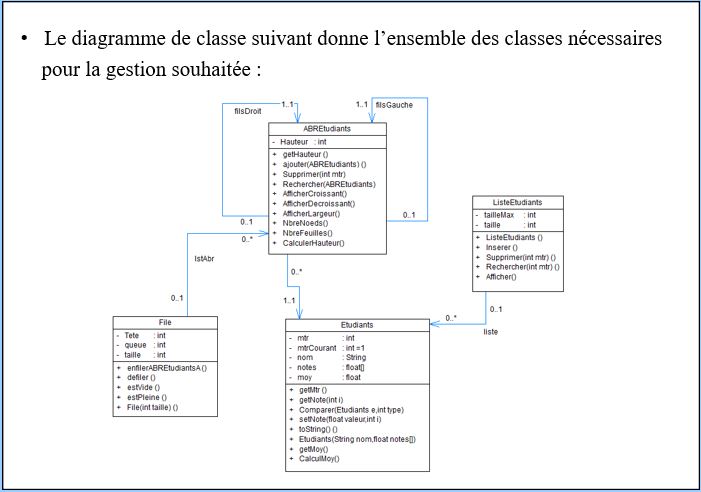 • Le diagramme de classe suivant donne l'ensemble des classes nécessaires
pour la gestion souhaitée :
filsDroit
1..1
1..1
filsGauche
ABREtudiants
- Hauteur : int
+ getHauteur ()
+ ajouter(ABREtudiants) ()
+ Supprimer(int mtr)
+ Rechercher(ABREtudiants)
+ AfficherCroissant()
+ AfficherDecroissant()
+ AfficherLargeur()
+ NbreNoeds()
+ NbreFeuilles()
+ CalculerHauteur()
0..1
0..1
0..*
lstAbr
0..1
0..*
1..1
ListeEtudiants
- tailleMax : int
- taille : int
+ ListeEtudiants ()
+ Inserer ()
+ Supprimer(int mtr) ()
+ Rechercher(int mtr) ()
+ Afficher()
0..1
0..*
liste
File
- Tete : int
- queue : int
- taille : int
+ enfilerABREtudiantsA ()
+ defiler ()
+ estVide ()
+ estPleine ()
+ File(int taille) ()
Etudiants
- mtr : int
- mtrCourant : int =1
- nom : String
- notes : float[]
- moy : float
+ getMtr ()
+ getNote(int i)
+ Comparer(Etudiants e,int type)
+ setNote(float valeur,int i)
+ toString() ()
+ Etudiants(String nom,float notes[])
+ getMoy()
+ CalculMoy()